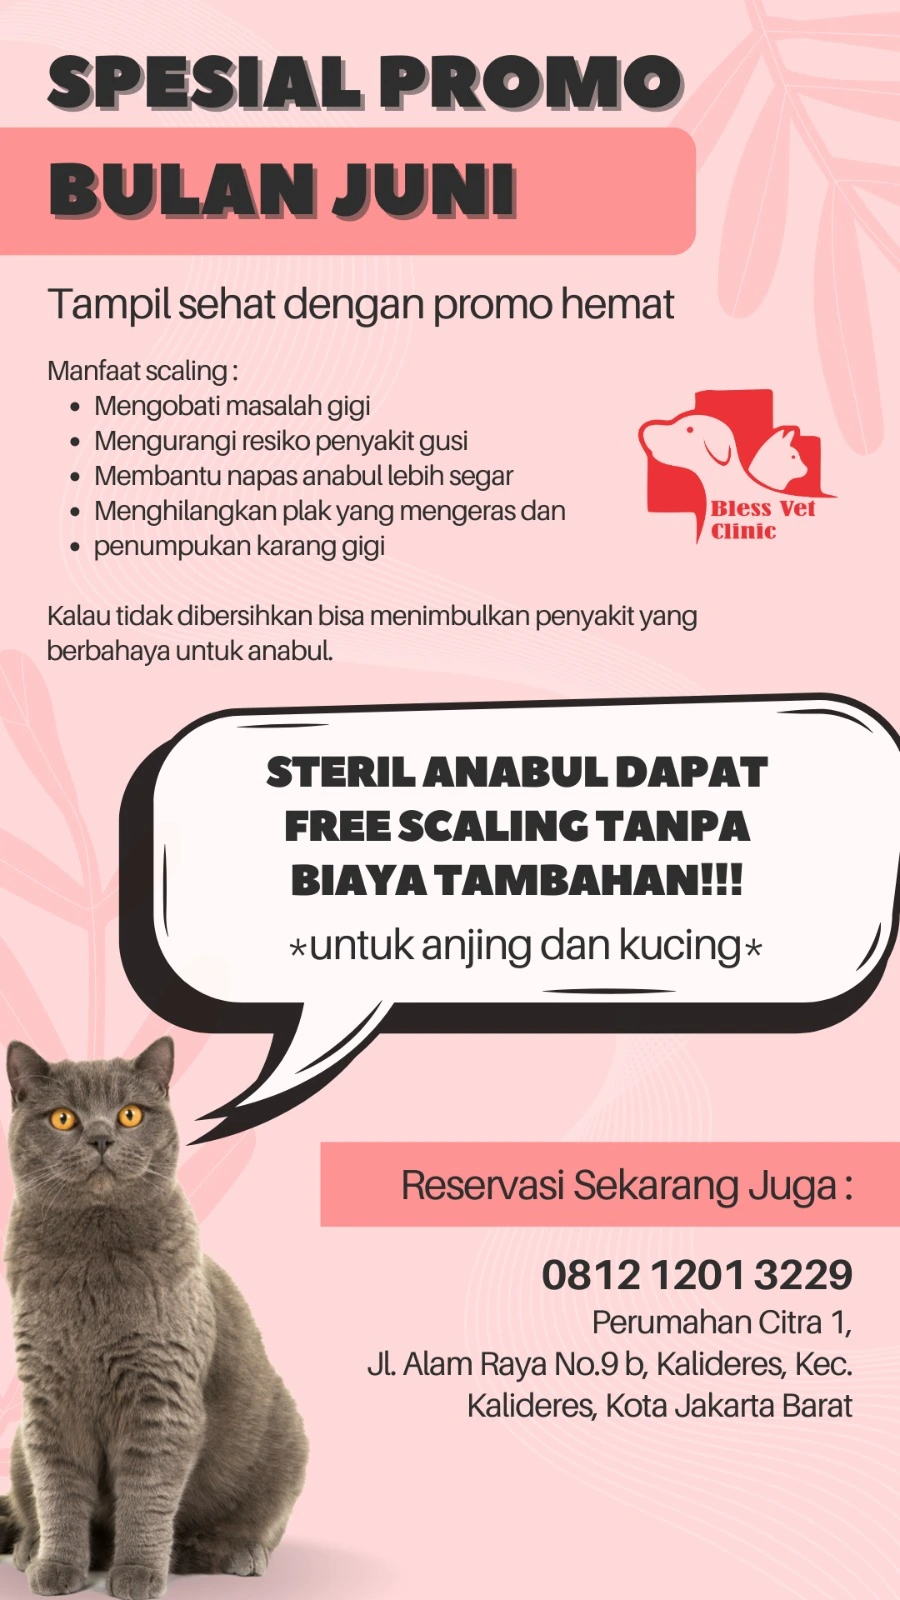 SPESIAL PROMO
BULAN JUNI
Tampil sehat dengan promo hemat
Manfaat scaling :
• Mengobati masalah gigi
• Mengurangi resiko penyakit gusi
• Membantu napas anabul lebih segar
• Menghilangkan plak yang mengeras dan
• penumpukan karang gigi
Bless Vet
Clinic
Kalau tidak dibersihkan bisa menimbulkan penyakit yang
berbahaya untuk anabul.
STERIL ANABUL DAPAT
FREE SCALING TANPA
BIAYA TAMBAHAN!!!
*untuk anjing dan kucing*
Reservasi Sekarang Juga :
0812 1201 3229
Perumahan Citra 1,
Jl. Alam Raya No.9 b, Kalideres, Kec.
Kalideres, Kota Jakarta Barat